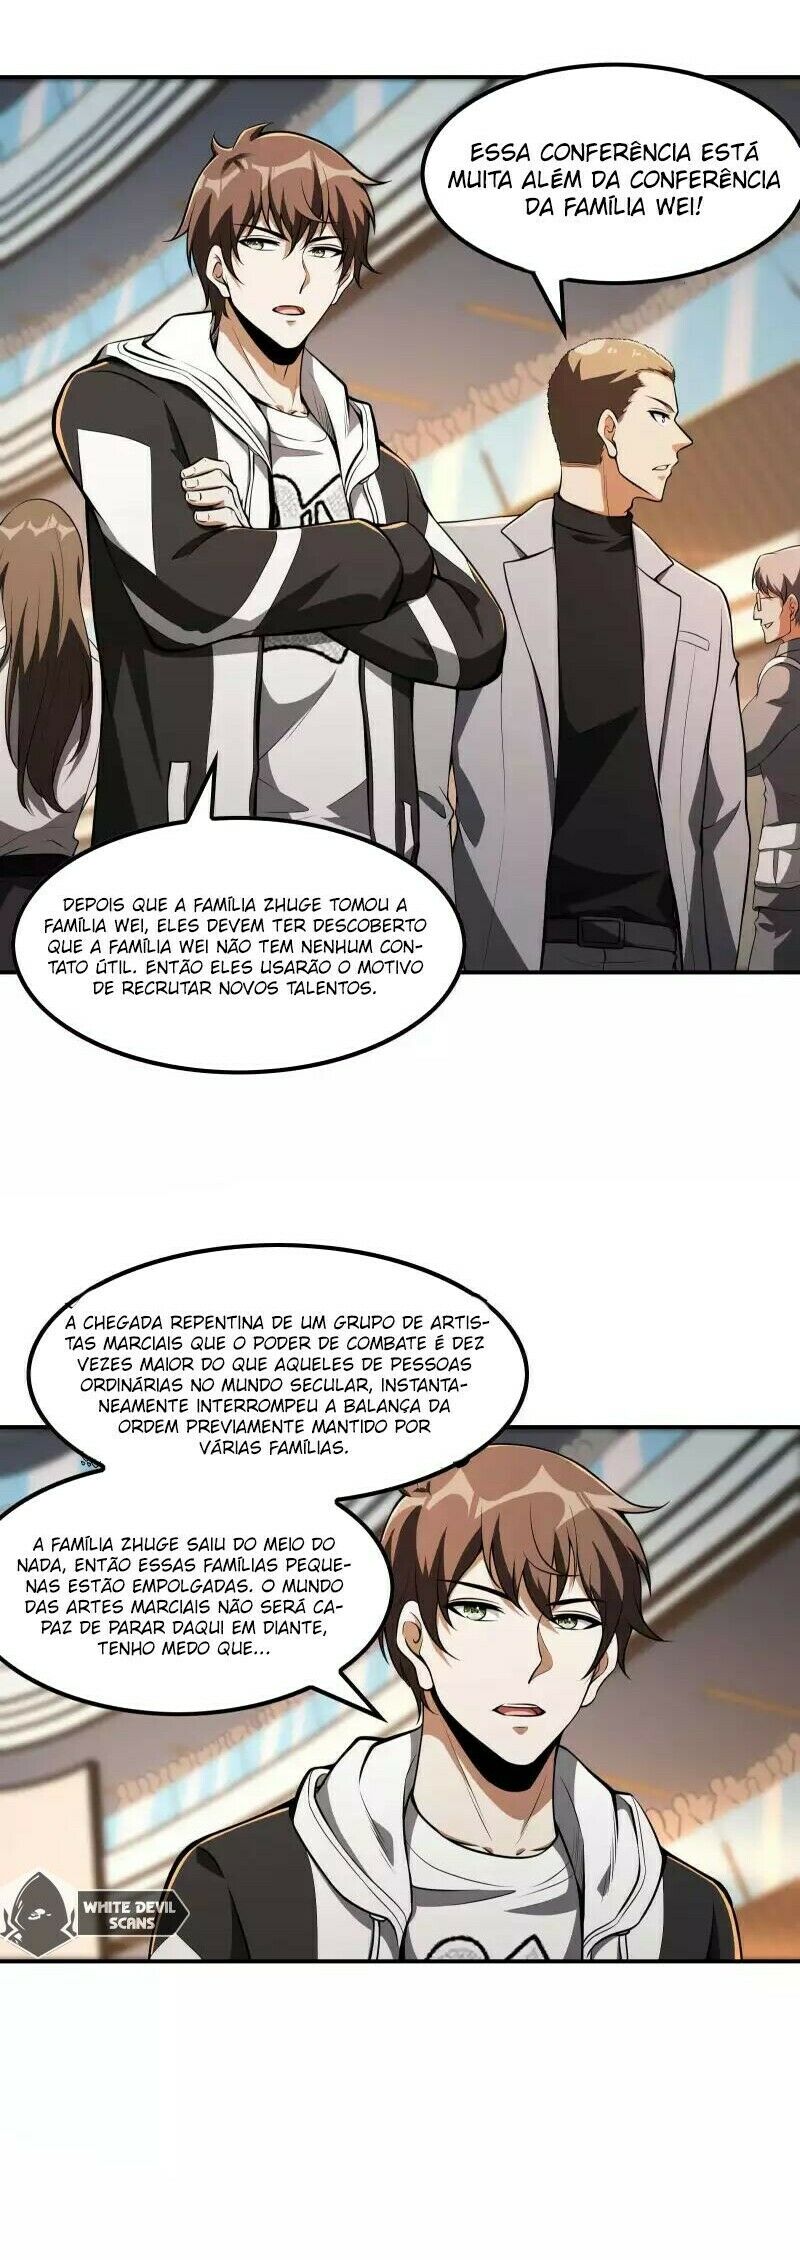 ESSA CONFERÊNCIA ESTÁ
MUITA ALÉM DA CONFERÊNCIA
DA FAMÍLIA WEI!
DEPOIS QUE A FAMÍLIA ZHUGE TOMOU A
FAMÍLIA WEI, ELES DEVEM TER DESCOBERTO
QUE A FAMÍLIA WEI NÃO TEM NENHUM CON-
TATO ÚTIL. ENTÃO ELES USARÃO O MOTIVO
DE RECRUTAR NOVOS TALENTOS.
A CHEGADA REPENTINA DE UM GRUPO DE ARTIS-
TAS MARCIAIS QUE O PODER DE COMBATE É DEZ
VEZES MAIOR DO QUE AQUELES DE PESSOAS
ORDINÁRIAS NO MUNDO SECULAR, INSTANTA-
NEAMENTE INTERROMPEU A BALANÇA DA
ORDEM PREVIAMENTE MANTIDO POR
VÁRIAS FAMÍLIAS.
A FAMÍLIA ZHUGE SAIU DO MEIO DO
NADA, ENTÃO ESSAS FAMÍLIAS PEQUE-
NAS ESTÃO EMPOLGADAS. O MUNDO
DAS ARTES MARCIAIS NÃO SERÁ CA-
PAZ DE PARAR DAQUI EM DIANTE,
TENHO MEDO QUE...
WHITE DEVIL
SCANS